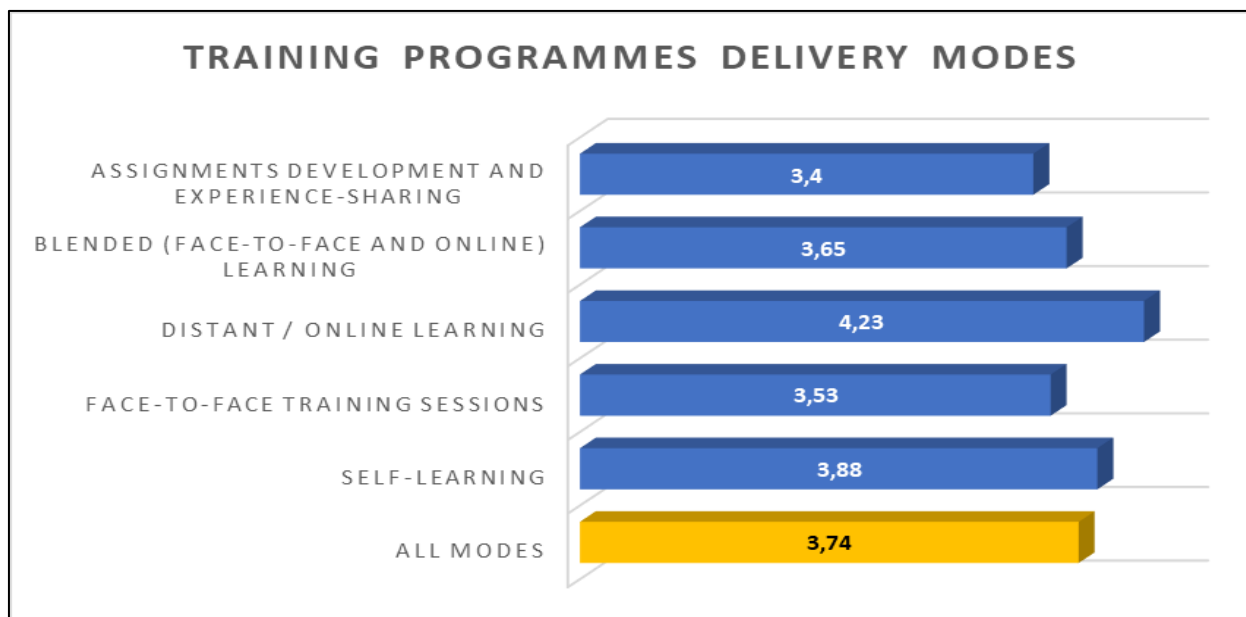 TRAINING PROGRAMMES DELIVERY MODES
ASSIGNMENTS DEVELOPMENT AND
EXPERIENCE-SHARING
3,4
BLENDED (FACE-TO-FACE AND ONLINE)
LEARNING
3,65
DISTANT / ONLINE LEARNING
4,23
FACE-TO-FACE TRAINING SESSIONS
3,53
SELF-LEARNING
3,88
ALL MODES
3,74